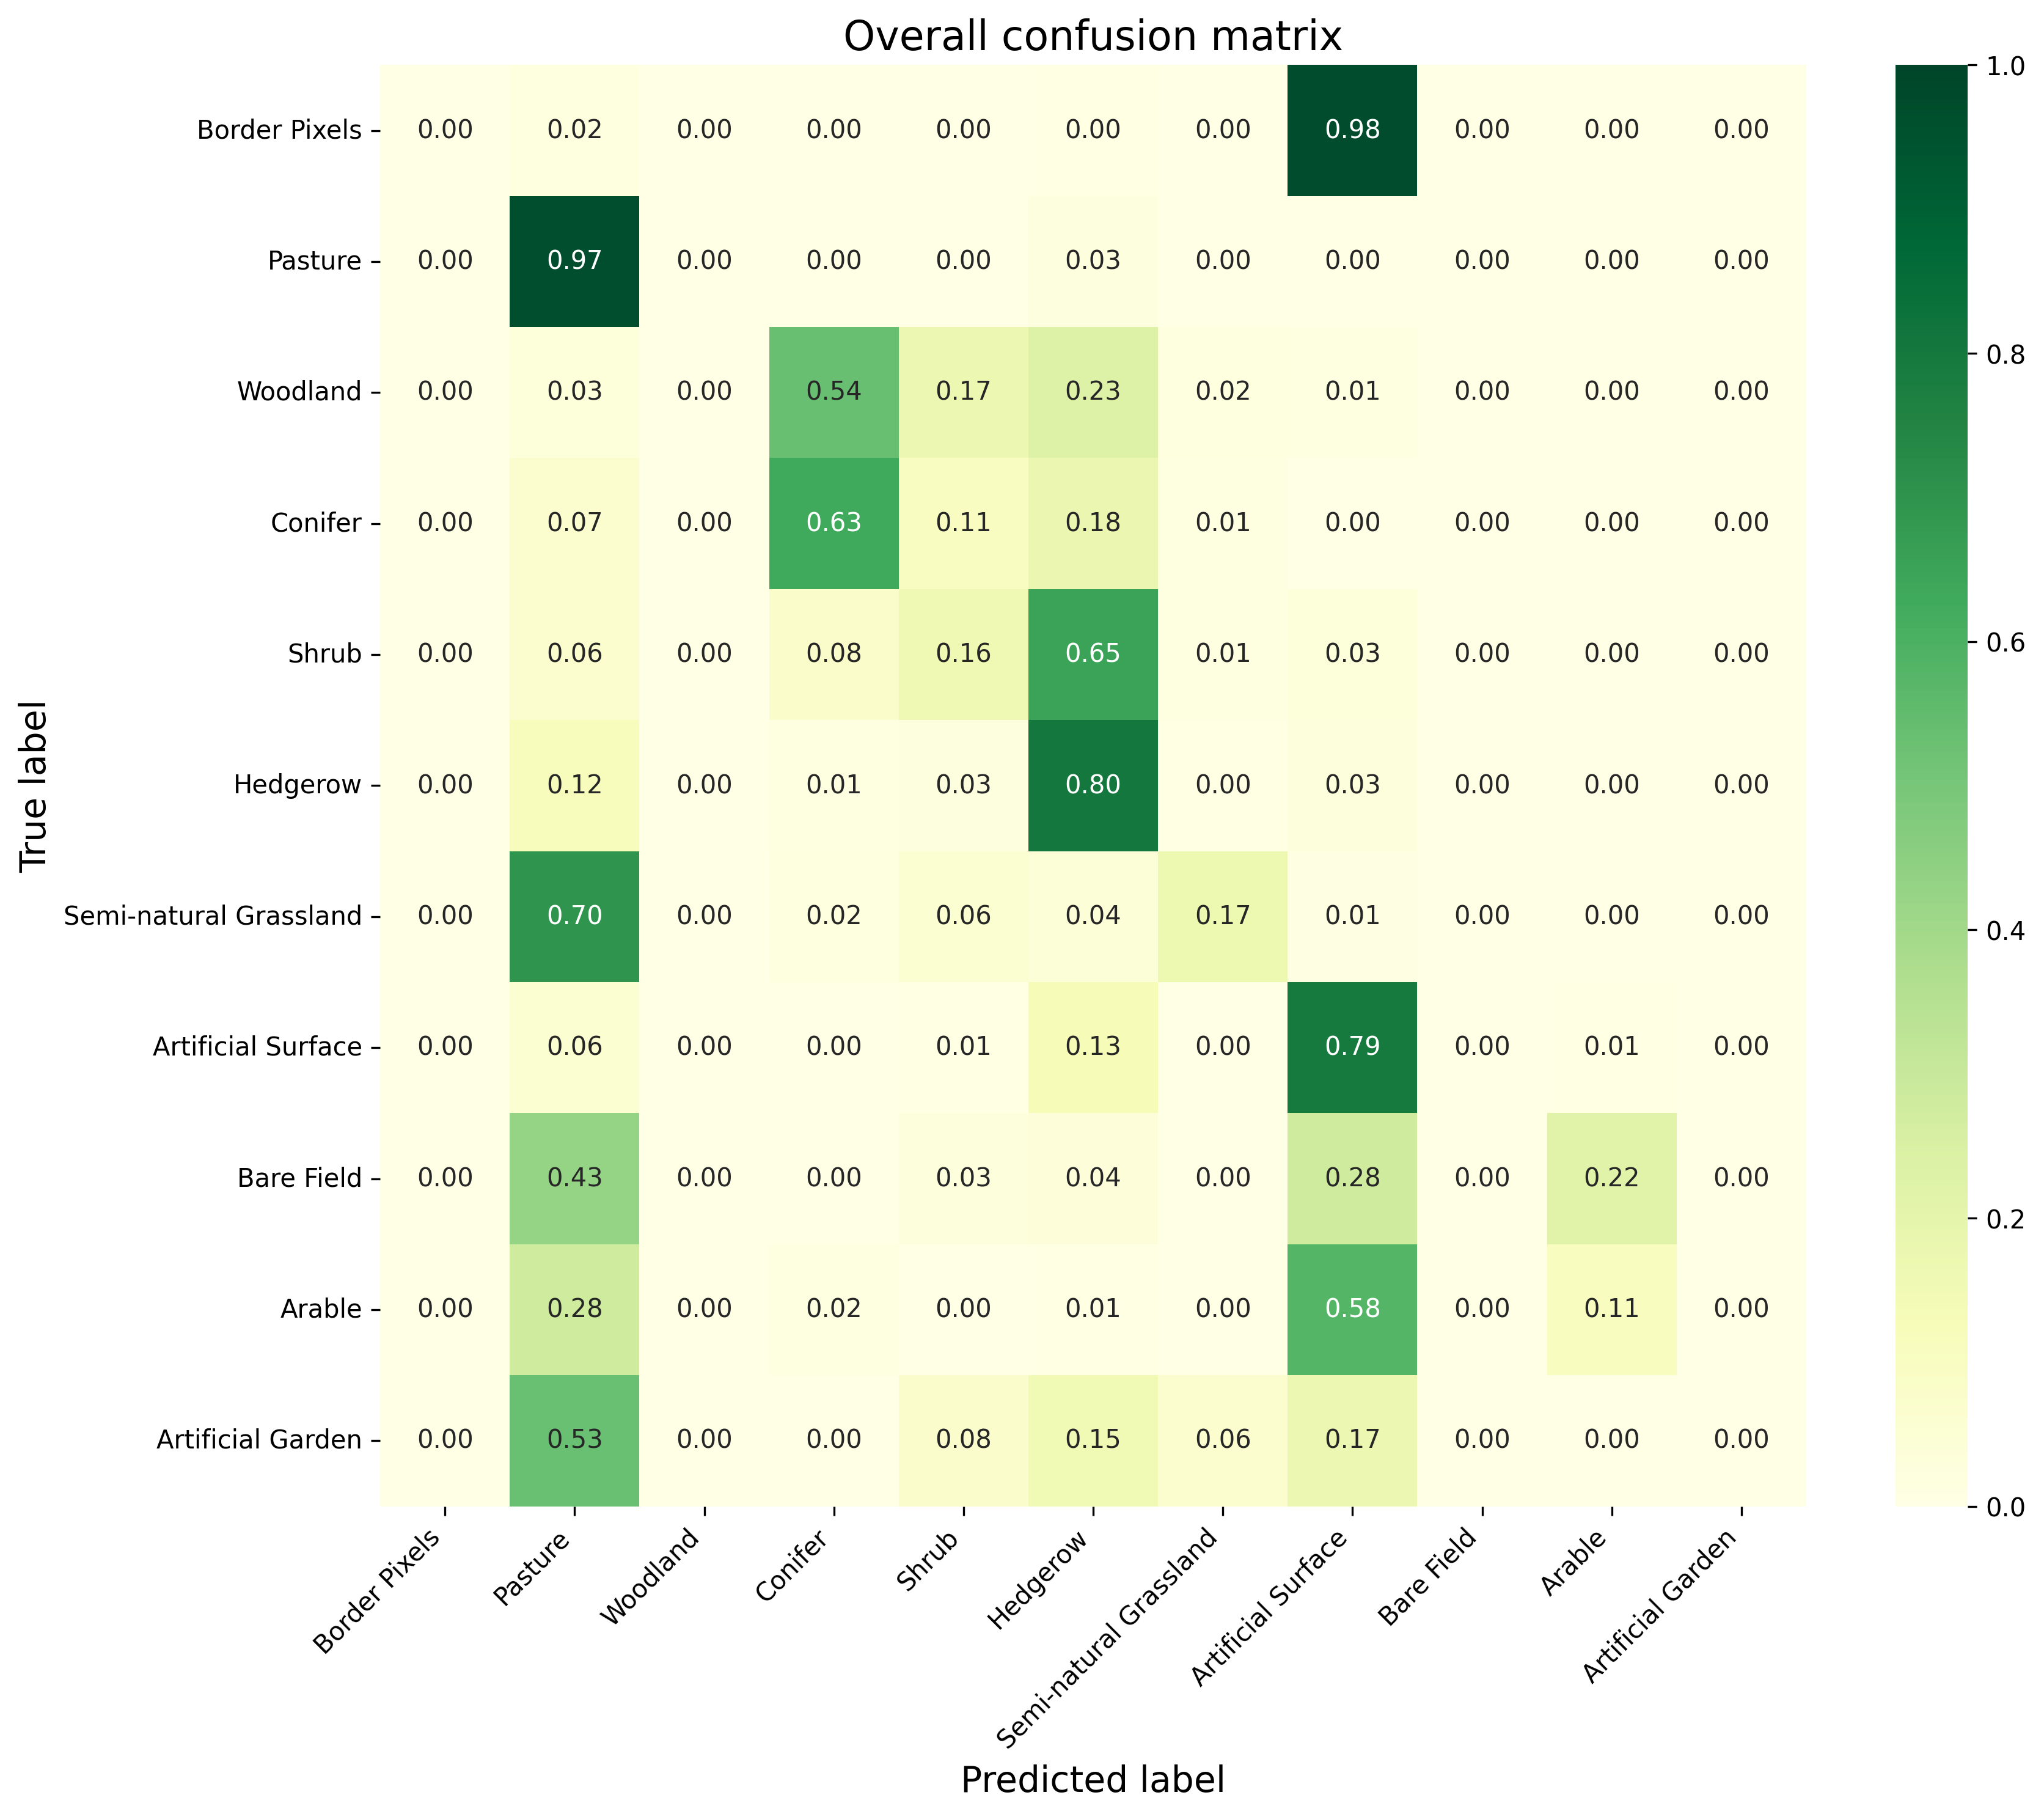 Overall confusion matrix
Border Pixels 0.00 0.02 0.00 0.00 0.00 0.00 0.00 0.98 0.00 0.00 0.00
Pasture 0.00 0.97 0.00 0.00 0.00 0.03 0.00 0.00 0.00 0.00 0.00
Woodland 0.00 0.03 0.00 0.54 0.17 0.23 0.02 0.01 0.00 0.00 0.00
Conifer 0.00 0.07 0.00 0.63 0.11 0.18 0.01 0.00 0.00 0.00 0.00
Shrub 0.00 0.06 0.00 0.08 0.16 0.65 0.01 0.03 0.00 0.00 0.00
Hedgerow 0.00 0.12 0.00 0.01 0.03 0.80 0.00 0.03 0.00 0.00 0.00
Semi-natural Grassland 0.00 0.70 0.00 0.02 0.06 0.04 0.17 0.01 0.00 0.00 0.00
Artificial Surface 0.00 0.06 0.00 0.00 0.01 0.13 0.00 0.79 0.00 0.01 0.00
Bare Field 0.00 0.43 0.00 0.00 0.03 0.04 0.00 0.28 0.00 0.22 0.00
Arable 0.00 0.28 0.00 0.02 0.00 0.01 0.00 0.58 0.00 0.11 0.00
Artificial Garden 0.00 0.53 0.00 0.00 0.08 0.15 0.06 0.17 0.00 0.00 0.00
True label
Border Pixels
Pasture
Woodland
Conifer
Shrub
Hedgerow
Semi-natural Grassland
Artificial Surface
Bare Field
Arable
Artificial Garden
Predicted label
1.0
0.8
0.6
0.4
0.2
0.0